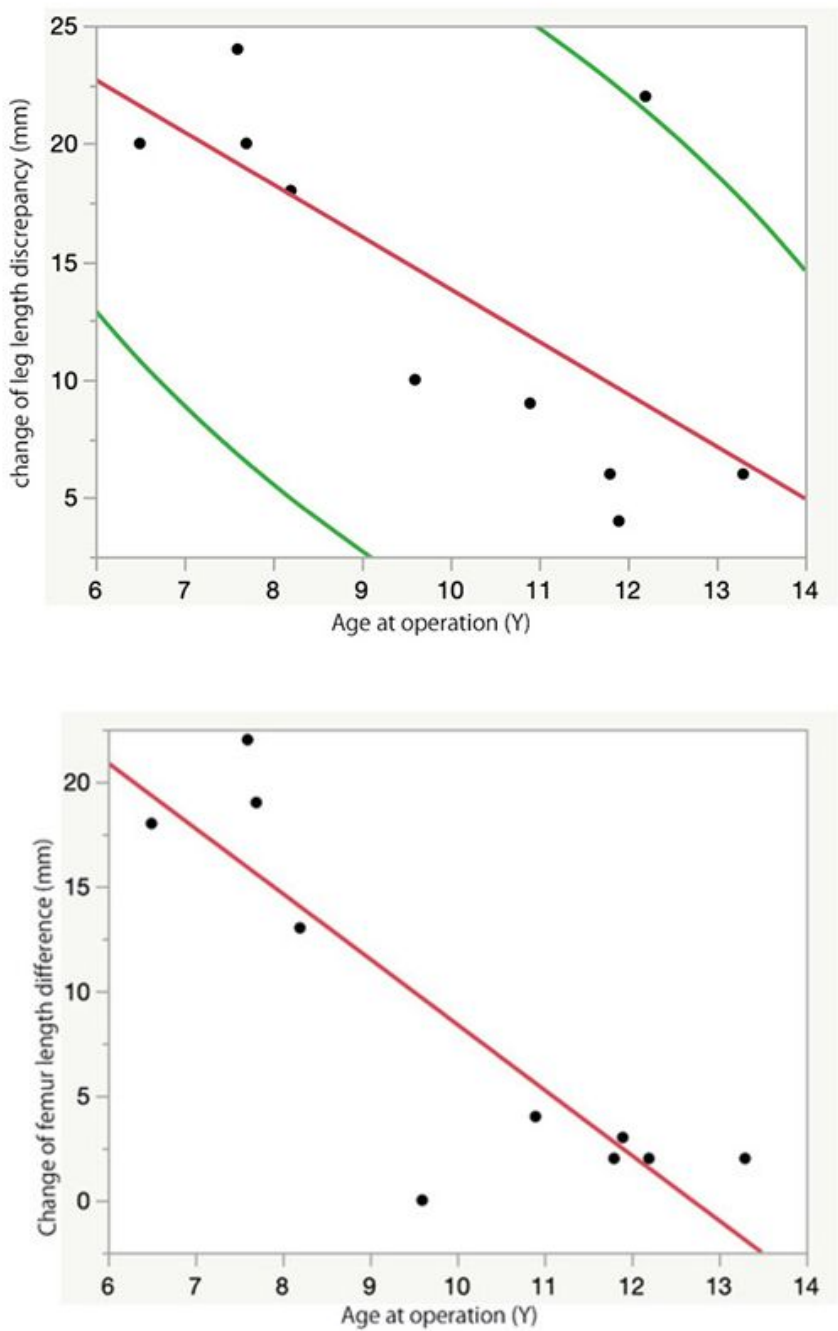 change of leg length discrepancy (mm)
25
20
15
10
5
6 7 8 9 10 11 12 13 14
Age at operation (Y)
Change of femur length difference (mm)
20
15
10
5
0
6 7 8 9 10 11 12 13 14
Age at operation (Y)